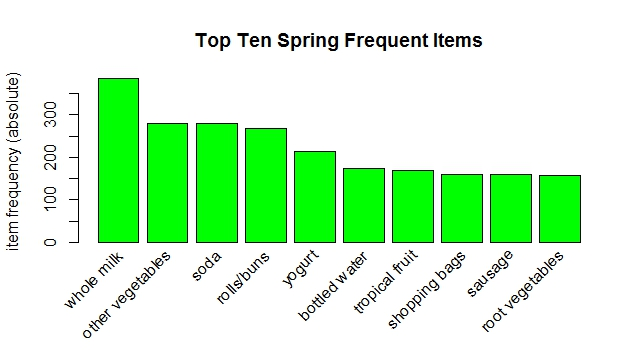 Top Ten Spring Frequent Items
item frequency (absolute)
300
200
100
0
whole milk
other vegetables
soda
rolls/buns
yogurt
bottled water
tropical fruit
shopping bags
sausage
root vegetables